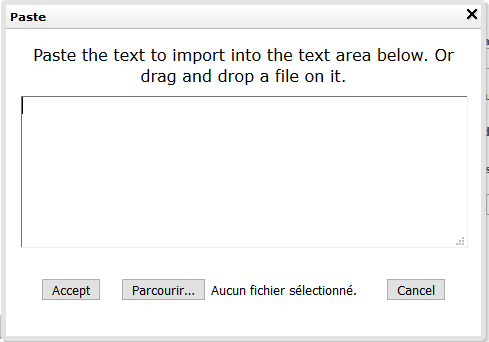 Paste
Paste the text to import into the text area below. Or
drag and drop a file on it.
Accept
Parcourir...
Aucun fichier sélectionné.
Cancel